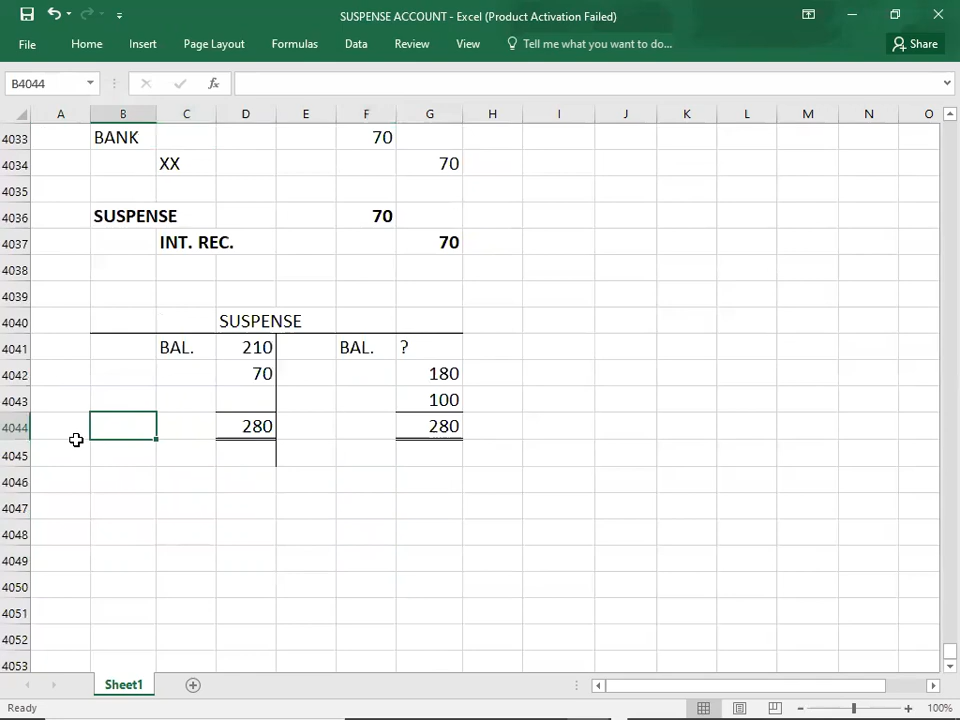 SUSPENSE ACCOUNT - Excel (Product Activation Failed)
File Home Insert Page Layout Formulas Data Review View Tell me what you want to do... Share
B4044 fx
A B C D E F G H I J K L M N O
4033 BANK 70
4034 XX 70
4035
4036 SUSPENSE 70
4037 INT. REC. 70
4038
4039
4040 SUSPENSE
4041 BAL. 210 BAL. ?
4042 70 180
4043 100
4044 280 280
4045
4046
4047
4048
4049
4050
4051
4052
4053
Sheet1
Ready 100%